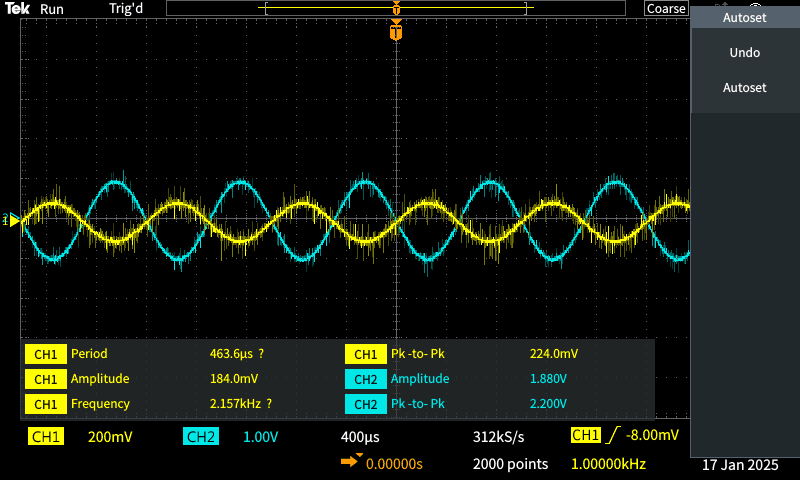 Tek Run Trig'd T Coarse Autoset
T
Undo
Autoset
2
1
CH1 Period 463.6µs ? CH1 Pk -to- Pk 224.0mV
CH1 Amplitude 184.0mV CH2 Amplitude 1.880V
CH1 Frequency 2.157kHz ? CH2 Pk -to- Pk 2.200V
CH1 200mV CH2 1.00V 400µs 312kS/s CH1 -8.00mV
0.00000s 2000 points 1.00000kHz 17 Jan 2025